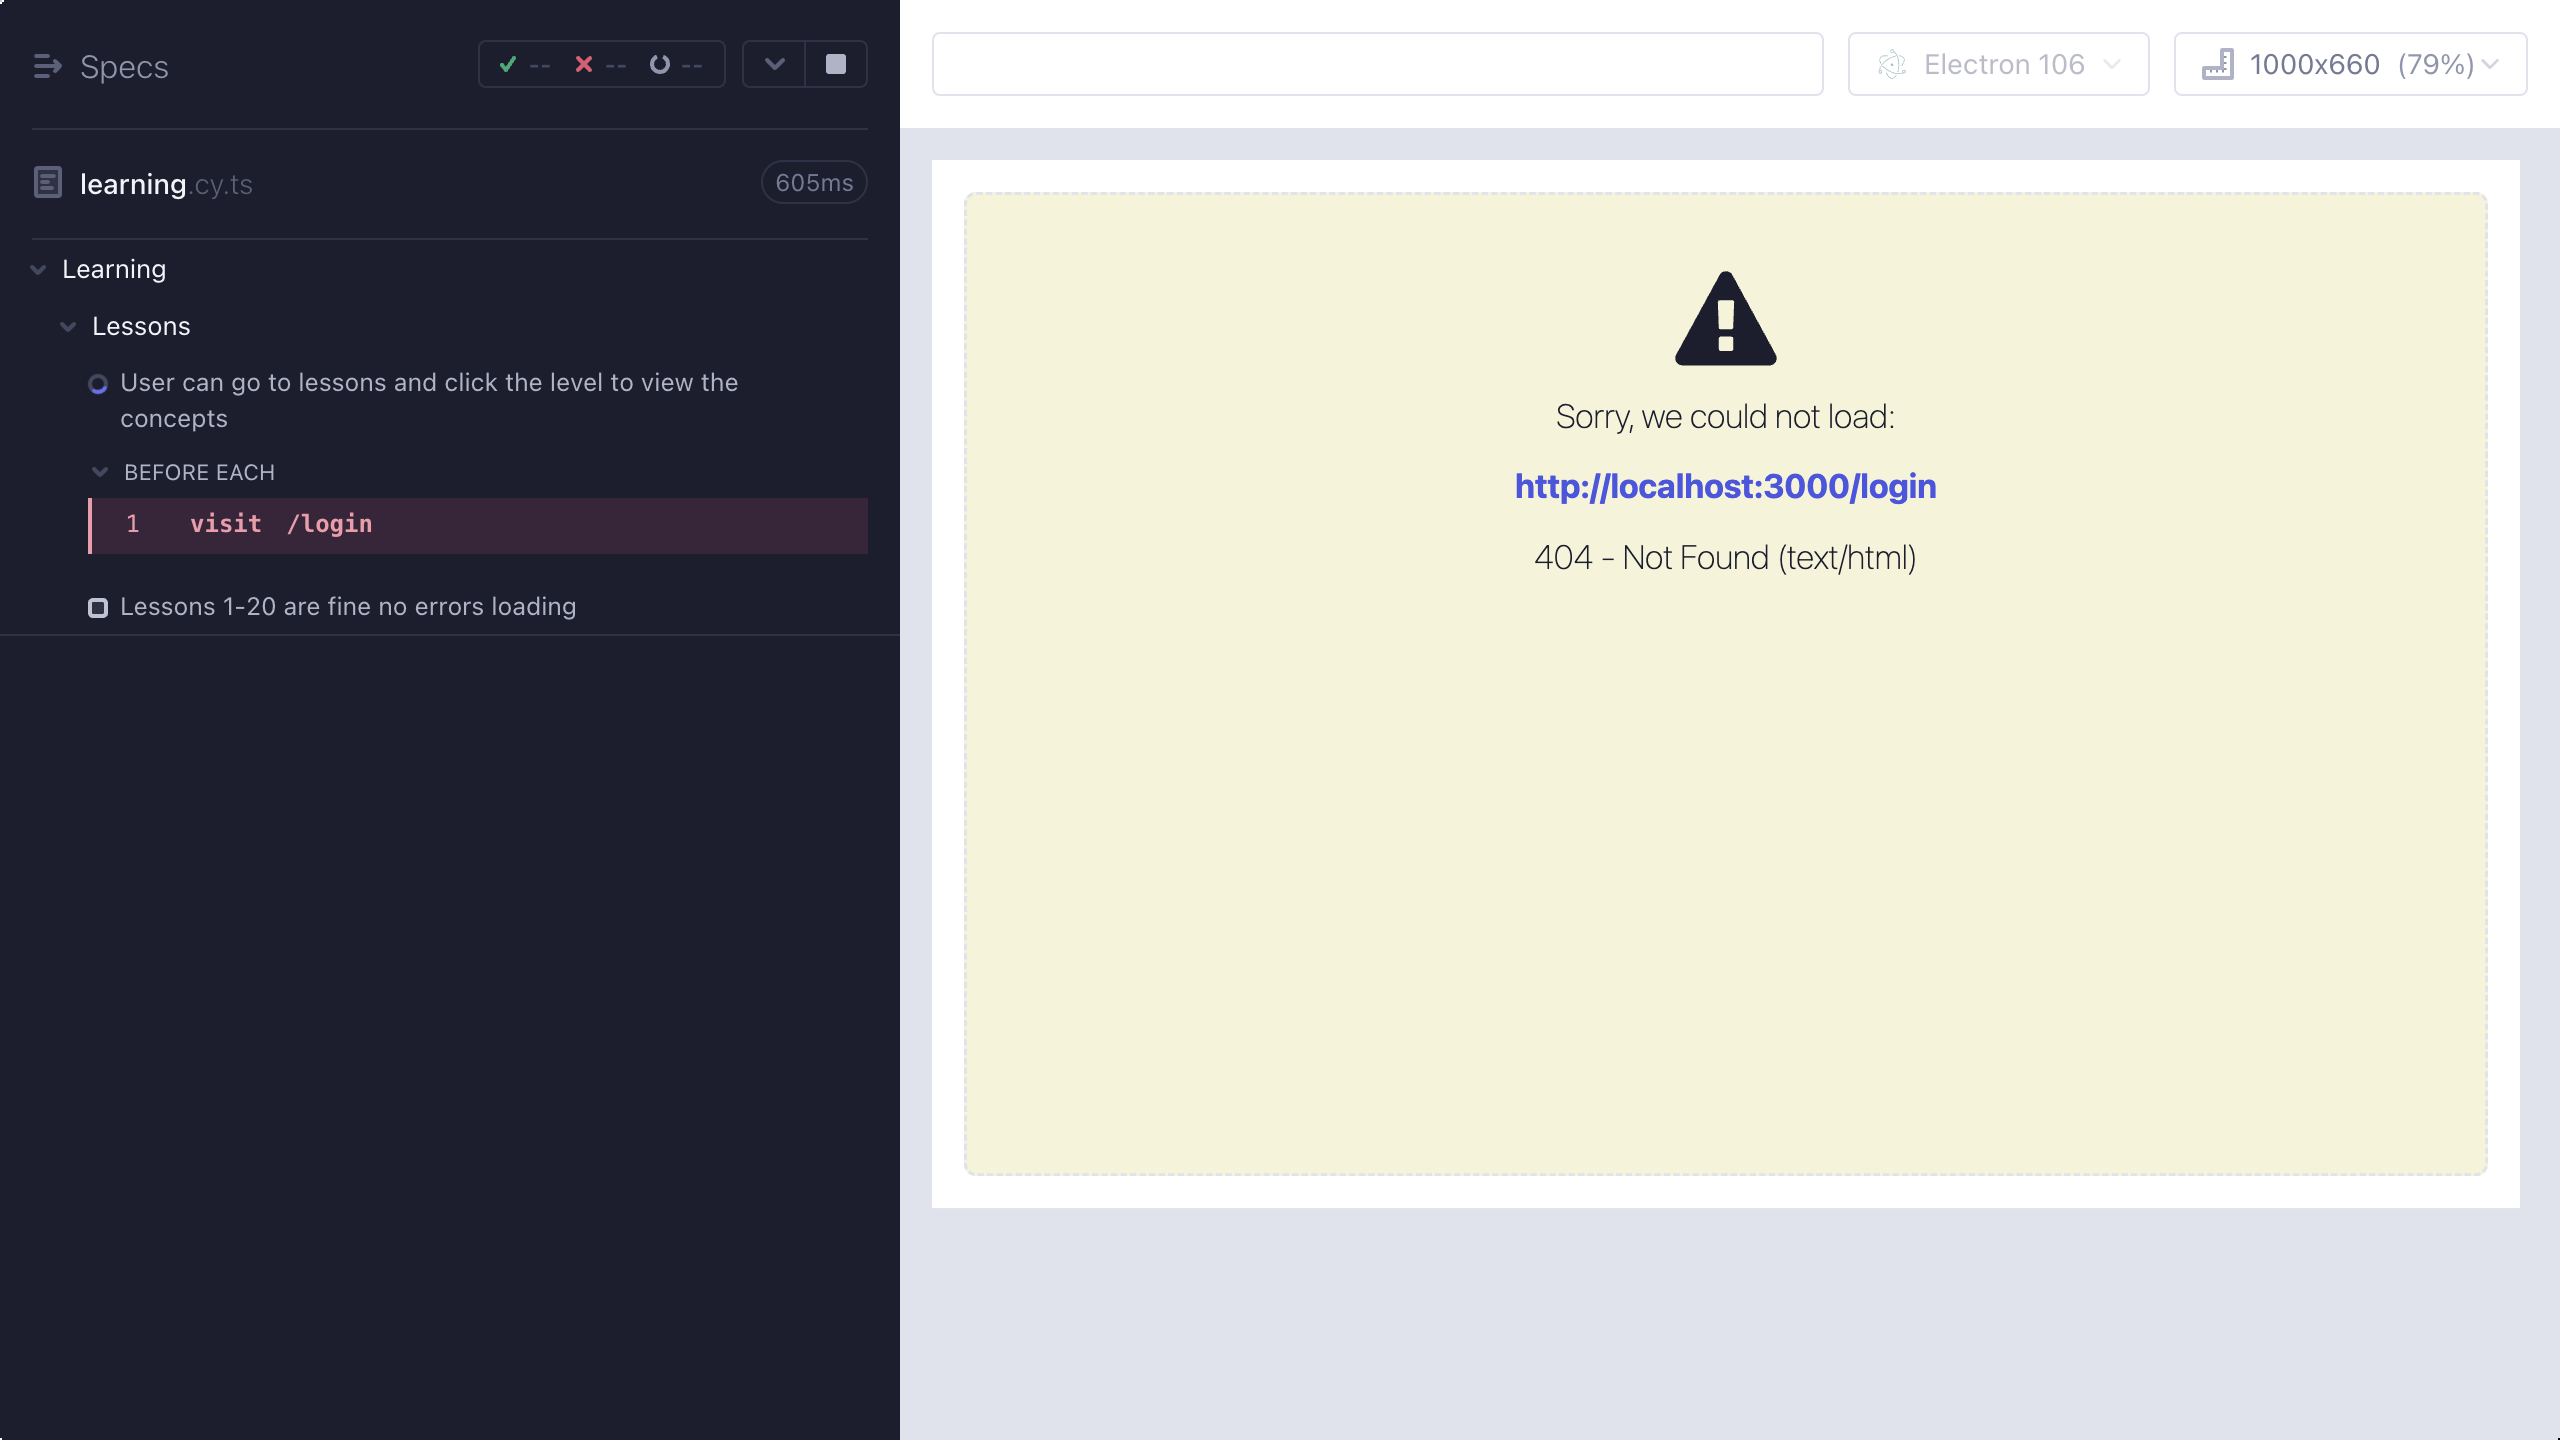 Specs
-- -- --
learning.cy.ts
605ms
Learning
Lessons
User can go to lessons and click the level to view the
concepts
BEFORE EACH
1 visit /login
Lessons 1-20 are fine no errors loading
Electron 106
1000x660 (79%)
Sorry, we could not load:
http://localhost:3000/login
404 - Not Found (text/html)